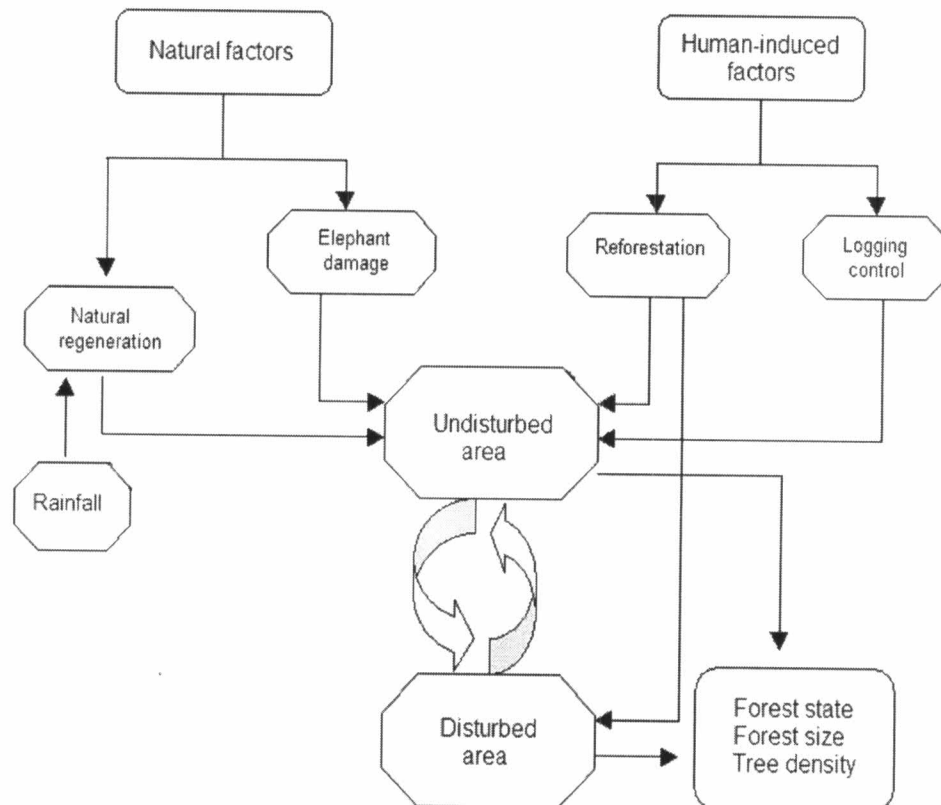 Natural factors
Human-induced
factors
Elephant
damage
Reforestation
Logging
control
Natural
regeneration
Undisturbed
area
Rainfall
Disturbed
area
Forest state
Forest size
Tree density